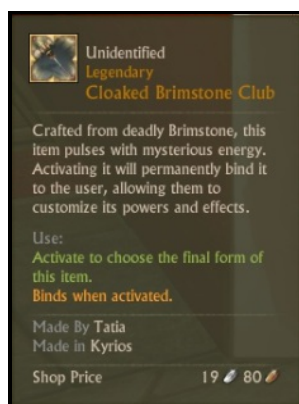 Unidentified
Legendary
Cloaked Brimstone Club
Crafted from deadly Brimstone, this
item pulses with mysterious energy.
Activating it will permanently bind it
to the user, allowing them to
customize its powers and effects.
Use:
Activate to choose the final form of
this item.
Binds when activated.
Made By Tatia
Made in Kyrios
Shop Price 19 80